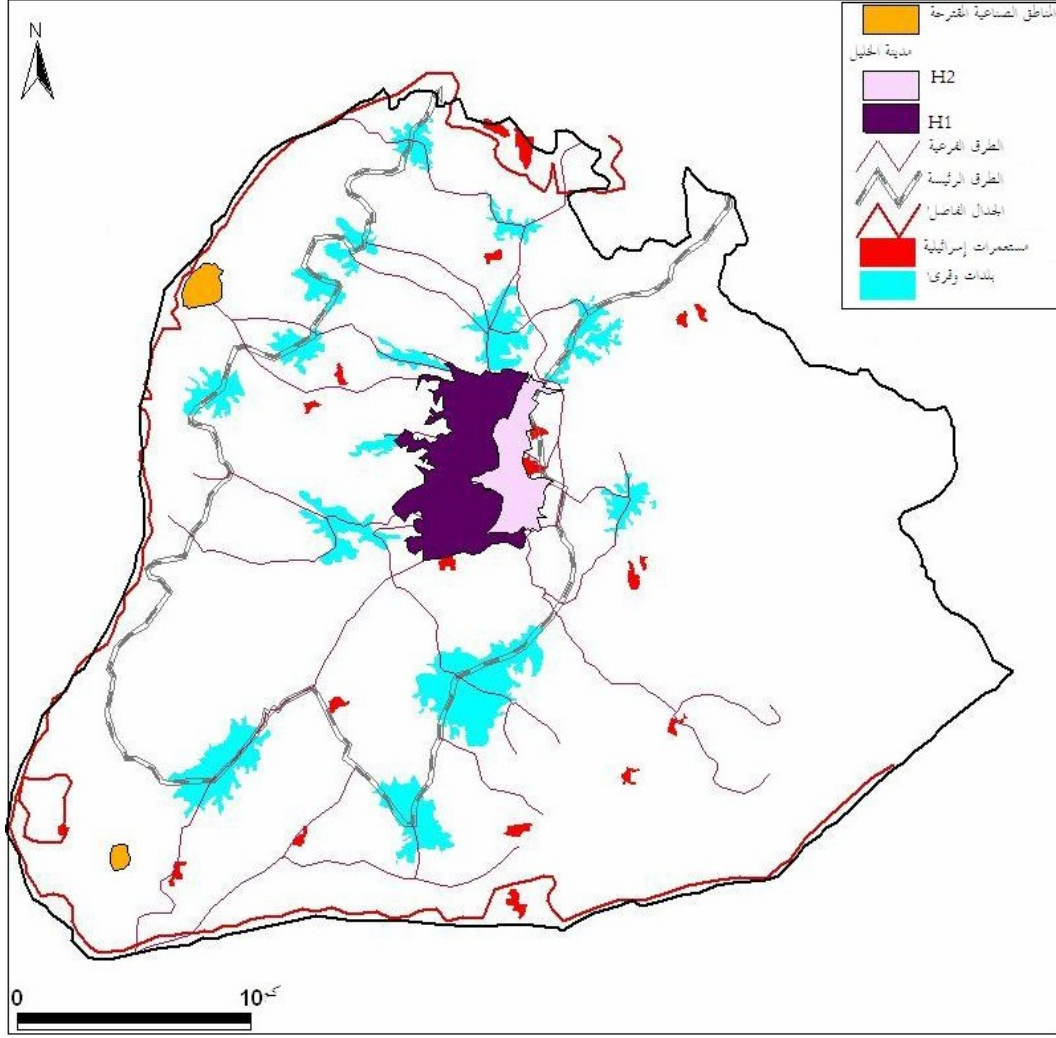 N
المناطق الصناعية المقترحة
مدينة الخليل
H2
H1
الطرق الفرعية
الطرق الرئيسة
الجدال الفاصل
مستعمرات إسرائيلية
بلدات وقرى
0
10 كم